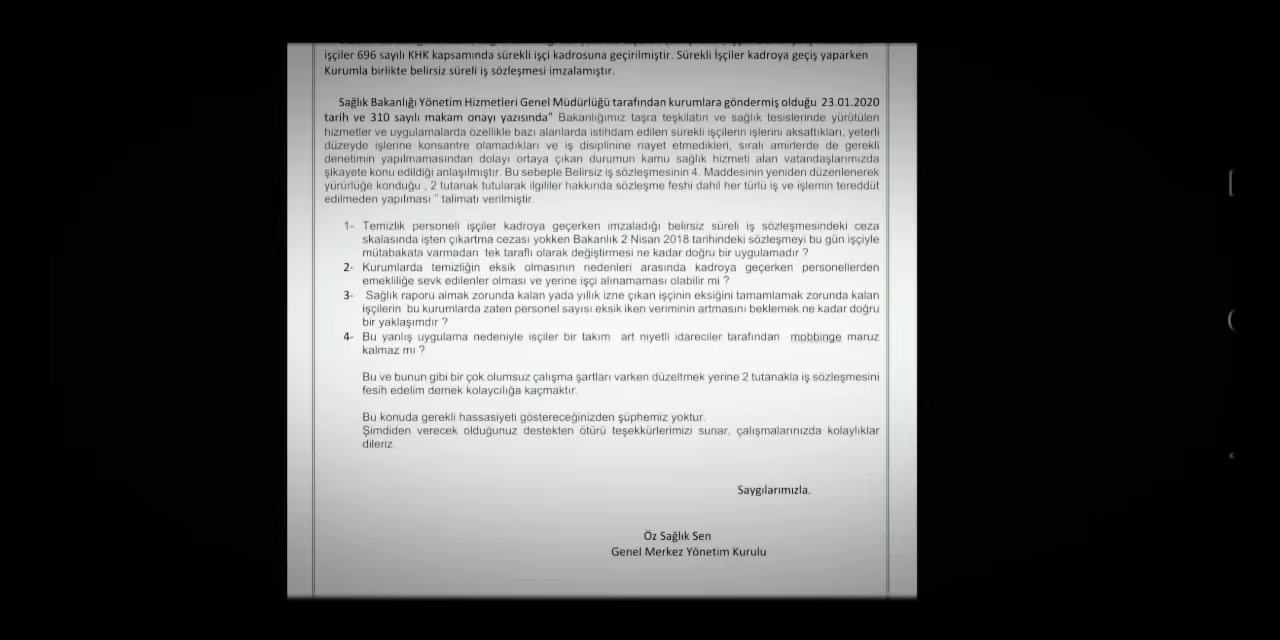 işçiler 696 sayılı KHK kapsamında sürekli işçi kadrosuna geçirilmiştir. Sürekli İşçiler kadroya geçiş yaparken
Kurumla birlikte belirsiz süreli iş sözleşmesi imzalamıştır.
Sağlık Bakanlığı Yönetim Hizmetleri Genel Müdürlüğü tarafından kurumlara göndermiş olduğu 23.01.2020
tarih ve 310 sayılı makam onayı yazısında" Bakanlığımız taşra teşkilatın ve sağlık tesislerinde yürütülen
hizmetler ve uygulamalarda özellikle bazı alanlarda istihdam edilen sürekli işçilerin işlerini aksattıkları, yeterli
düzeyde işlerine konsantre olamadıkları ve iş disiplinine riayet etmedikleri, sıralı amirlerde de gerekli
denetimin yapılmamasından dolayı ortaya çıkan durumun kamu sağlık hizmeti alan vatandaşlarımızda
şikayete konu edildiği anlaşılmıştır. Bu sebeple Belirsiz iş sözleşmesinin 4. Maddesinin yeniden düzenlenerek
yürürlüğe konduğu , 2 tutanak tutularak ilgililer hakkında sözleşme feshi dahil her türlü iş ve işlemin tereddüt
edilmeden yapılması " talimatı verilmiştir.
1- Temizlik personeli işçiler kadroya geçerken imzaladığı belirsiz süreli iş sözleşmesindeki ceza
skalasında işten çıkartma cezası yokken Bakanlık 2 Nisan 2018 tarihindeki sözleşmeyi bu gün işçiyle
mütabakata varmadan tek taraflı olarak değiştirmesi ne kadar doğru bir uygulamadır ?
2- Kurumlarda temizliğin eksik olmasının nedenleri arasında kadroya geçerken personellerden
emekliliğe sevk edilenler olması ve yerine işçi alınamaması olabilir mi ?
3- Sağlık raporu almak zorunda kalan yada yıllık izne çıkan işçinin eksiğini tamamlamak zorunda kalan
işçilerin bu kurumlarda zaten personel sayısı eksik iken veriminin artmasını beklemek ne kadar doğru
bir yaklaşımdır ?
4- Bu yanlış uygulama nedeniyle işçiler bir takım art niyetli idareciler tarafından mobbinge maruz
kalmaz mı ?
Bu ve bunun gibi bir çok olumsuz çalışma şartları varken düzeltmek yerine 2 tutanakla iş sözleşmesini
fesih edelim demek kolaycılığa kaçmaktır.
Bu konuda gerekli hassasiyeti göstereceğinizden şüphemiz yoktur.
Şimdiden verecek olduğunuz destekten ötürü teşekkürlerimizi sunar, çalışmalarınızda kolaylıklar
dileriz.
Saygılarımızla.
Öz Sağlık Sen
Genel Merkez Yönetim Kurulu